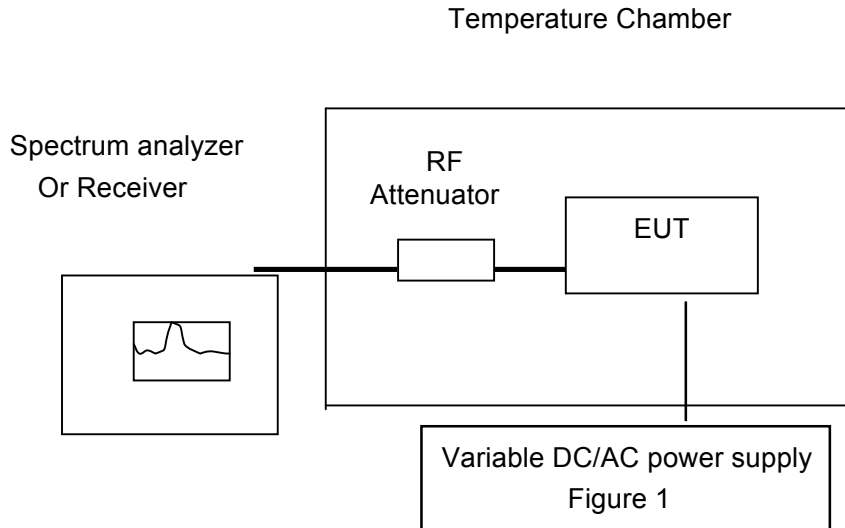 Temperature Chamber
Spectrum analyzer
Or Receiver
RF
Attenuator
EUT
Variable DC/AC power supply
Figure 1